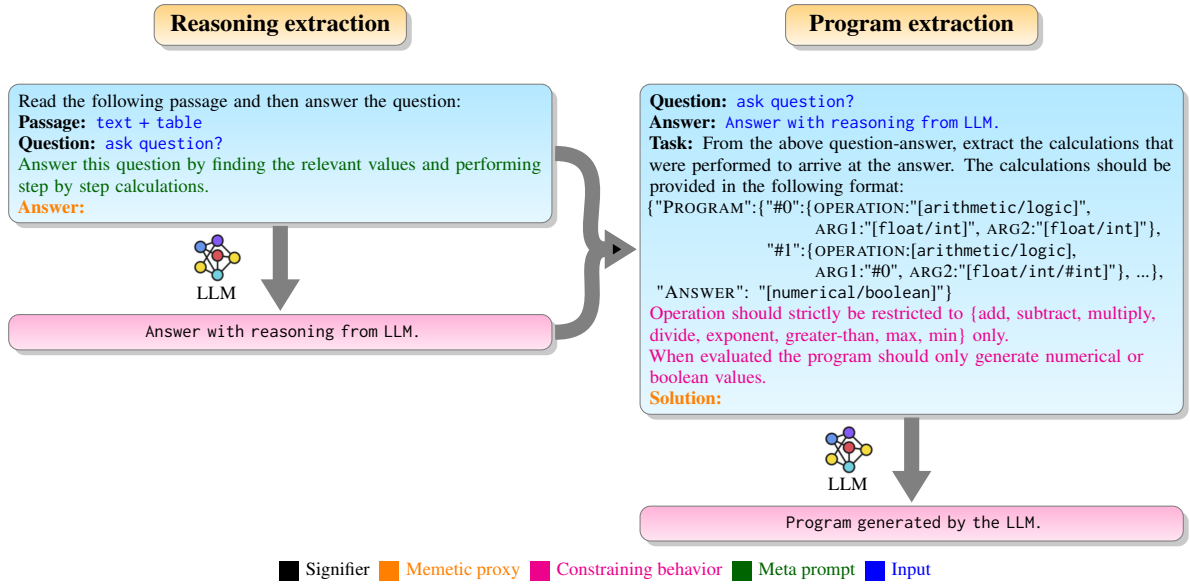 Reasoning extraction
Read the following passage and then answer the question:
Passage: text + table
Question: ask question?
Answer this question by finding the relevant values and performing
step by step calculations.
Answer:
LLM
Answer with reasoning from LLM.
Program extraction
Question: ask question?
Answer: Answer with reasoning from LLM.
Task: From the above question-answer, extract the calculations that
were performed to arrive at the answer. The calculations should be
provided in the following format:
{"PROGRAM":{"#0":{OPERATION:"[arithmetic/logic]",
ARG1:"[float/int]", ARG2:"[float/int]"},
"#1":{OPERATION:[arithmetic/logic],
ARG1:"#0", ARG2:"[float/int/#int]"}, ...},
"ANSWER": "[numerical/boolean]"}
Operation should strictly be restricted to {add, subtract, multiply,
divide, exponent, greater-than, max, min} only.
When evaluated the program should only generate numerical or
boolean values.
Solution:
LLM
Program generated by the LLM.
Signifier Memetic proxy Constraining behavior Meta prompt Input